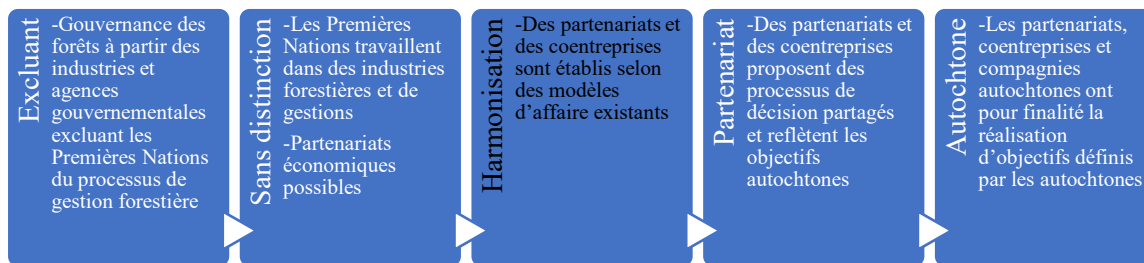 Excluant
-Gouvernance des
forêts à partir des
industries et
agences
gouvernementales
excluant les
Premières Nations
du processus de
gestion forestière
Sans distinction
-Les Premières
Nations travaillent
dans des industries
forestières et de
gestions
-Partenariats
économiques
possibles
Harmonisation
-Des partenariats et
des coentreprises
sont établis selon
des modèles
d’affaire existants
Partenariat
-Des partenariats et
des coentreprises
proposent des
processus de
décision partagés
et reflètent les
objectifs
autochtones
Autochtone
-Les partenariats,
coentreprises et
compagnies
autochtones ont
pour finalité la
réalisation
d’objectifs définis
par les autochtones